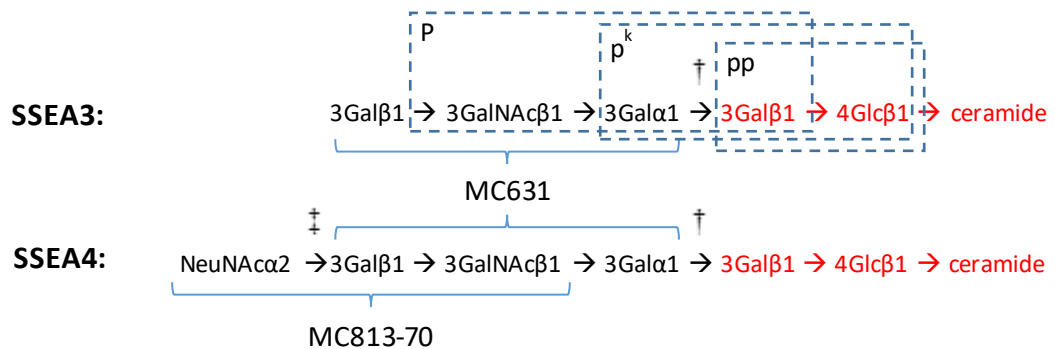 P
pᵏ
† pp
SSEA3: 3Galβ1 → 3GalNAcβ1 → 3Galα1 → 3Galβ1 → 4Glcβ1 → ceramide
MC631
‡ †
SSEA4: NeuNAcα2 → 3Galβ1 → 3GalNAcβ1 → 3Galα1 → 3Galβ1 → 4Glcβ1 → ceramide
MC813-70